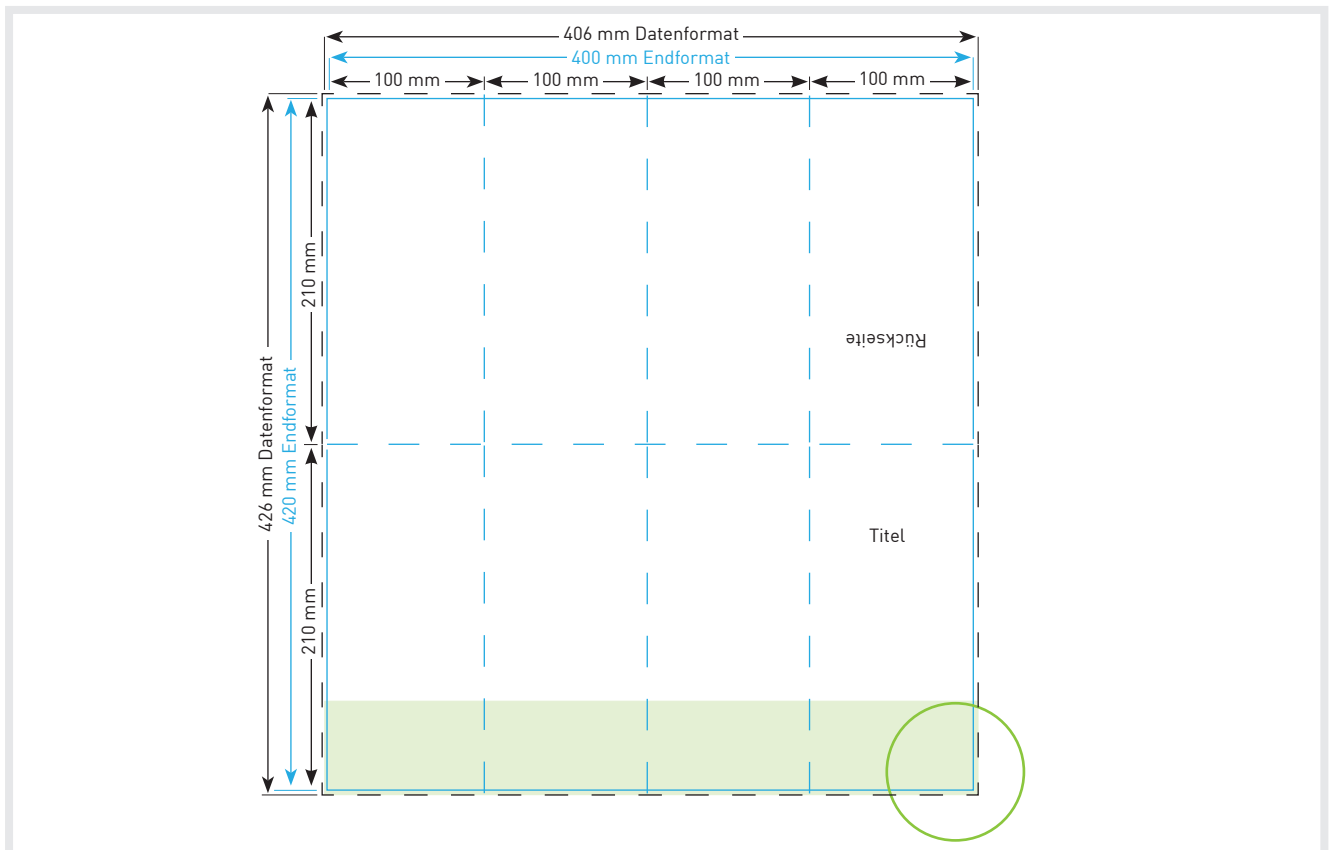 406 mm Datenformat
400 mm Endformat
100 mm 100 mm 100 mm 100 mm
210 mm
426 mm Datenformat
420 mm Endformat
Rückseite
Titel
210 mm